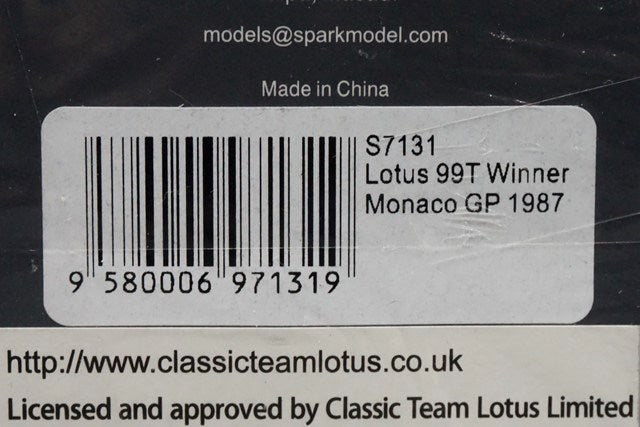 models@sparkmodel.com
Made in China
S7131
Lotus 99T Winner
Monaco GP 1987
9 580006 971319
http://www.classicteamlotus.co.uk
Licensed and approved by Classic Team Lotus Limited